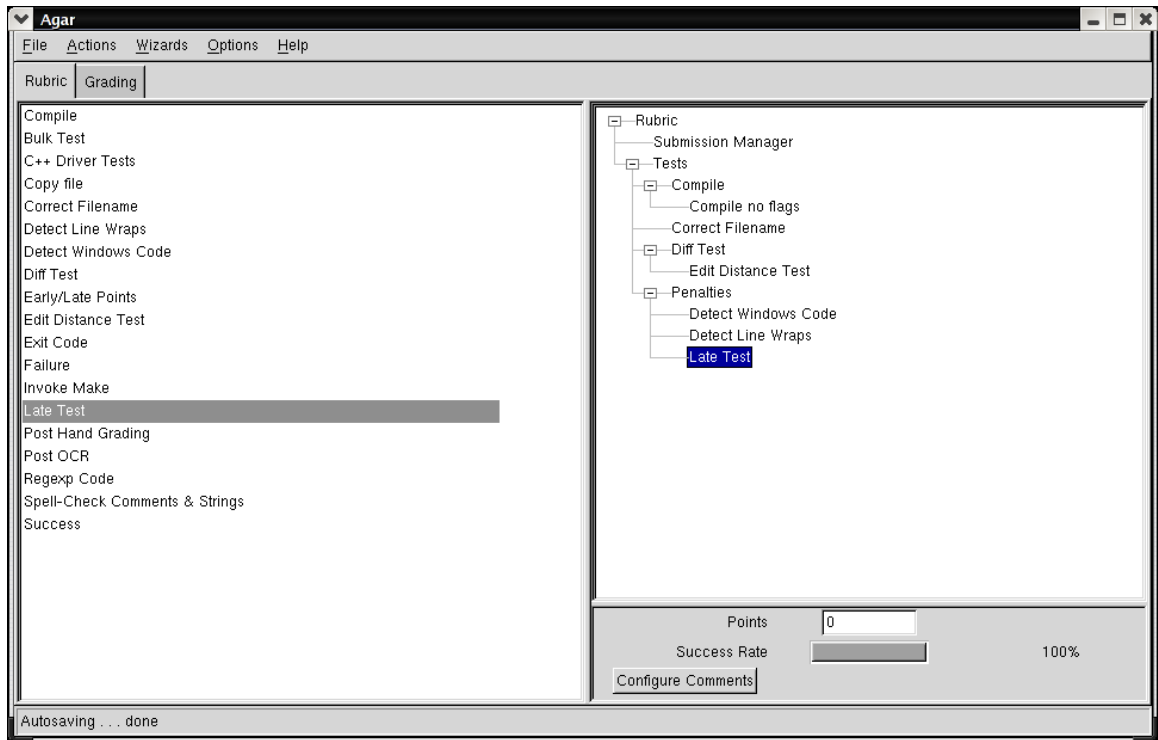 Agar
File Actions Wizards Options Help
Rubric Grading
Compile
Bulk Test
C++ Driver Tests
Copy file
Correct Filename
Detect Line Wraps
Detect Windows Code
Diff Test
Early/Late Points
Edit Distance Test
Exit Code
Failure
Invoke Make
Late Test
Post Hand Grading
Post OCR
Regexp Code
Spell-Check Comments & Strings
Success
Rubric
Submission Manager
Tests
Compile
Compile no flags
Correct Filename
Diff Test
Edit Distance Test
Penalties
Detect Windows Code
Detect Line Wraps
Late Test
Points 0
Success Rate 100%
Configure Comments
Autosaving . . . done